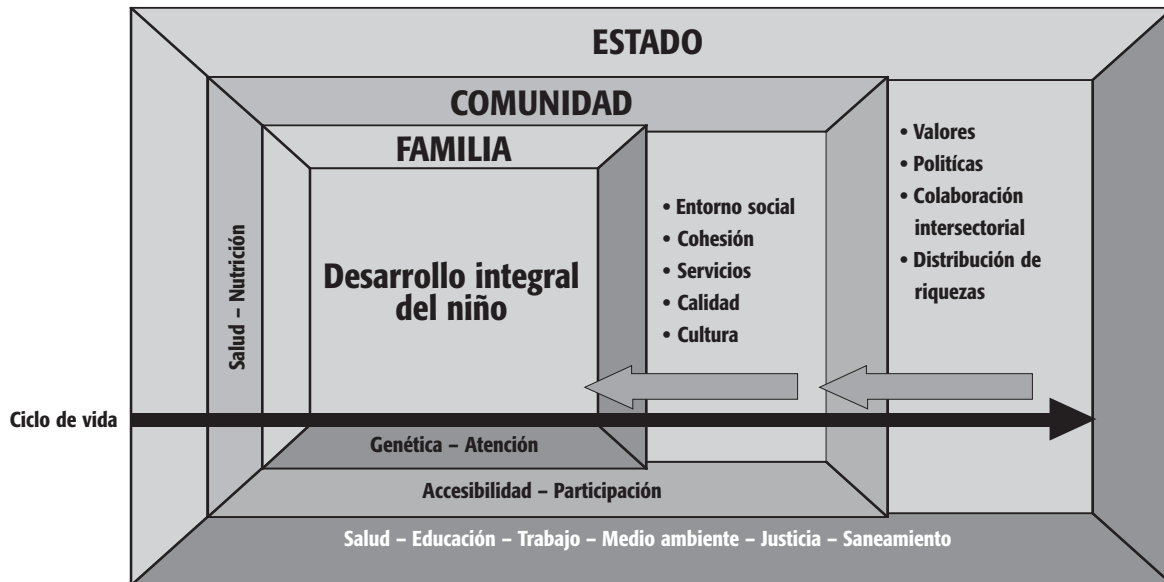 ESTADO
COMUNIDAD
FAMILIA
Desarrollo integral
del niño
Salud – Nutrición
• Entorno social
• Cohesión
• Servicios
• Calidad
• Cultura
• Valores
• Politícas
• Colaboración
intersectorial
• Distribución de
riquezas
Ciclo de vida
Genética – Atención
Accesibilidad – Participación
Salud – Educación – Trabajo – Medio ambiente – Justicia – Saneamiento